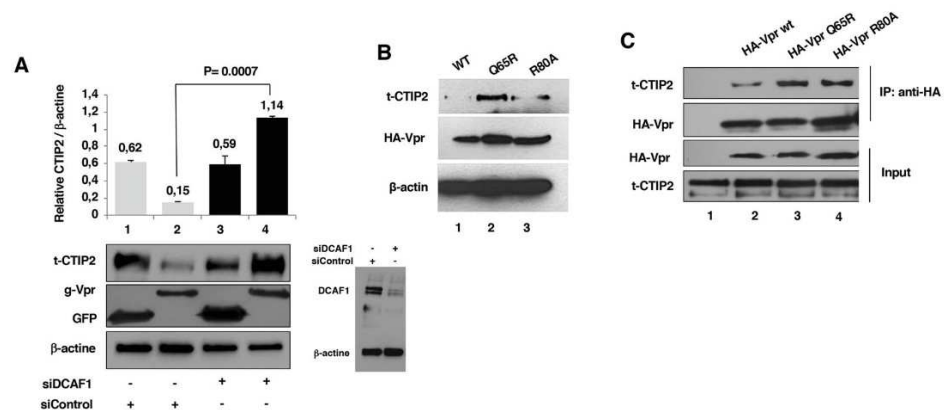 A
P= 0.0007
Relative CTIP2 / β-actine
1,4
1,2
1
0,8
0,6
0,4
0,2
0
0,62
0,15
0,59
1,14
1 2 3 4
t-CTIP2
g-Vpr
GFP
β-actine
siDCAF1 - - + +
siControl + + - -
siDCAF1 - +
siControl + -
DCAF1
β-actine
B
WT Q65R R80A
t-CTIP2
HA-Vpr
β-actin
1 2 3
C
HA-Vpr wt HA-Vpr Q65R HA-Vpr R80A
t-CTIP2
HA-Vpr
IP: anti-HA
HA-Vpr
t-CTIP2
Input
1 2 3 4